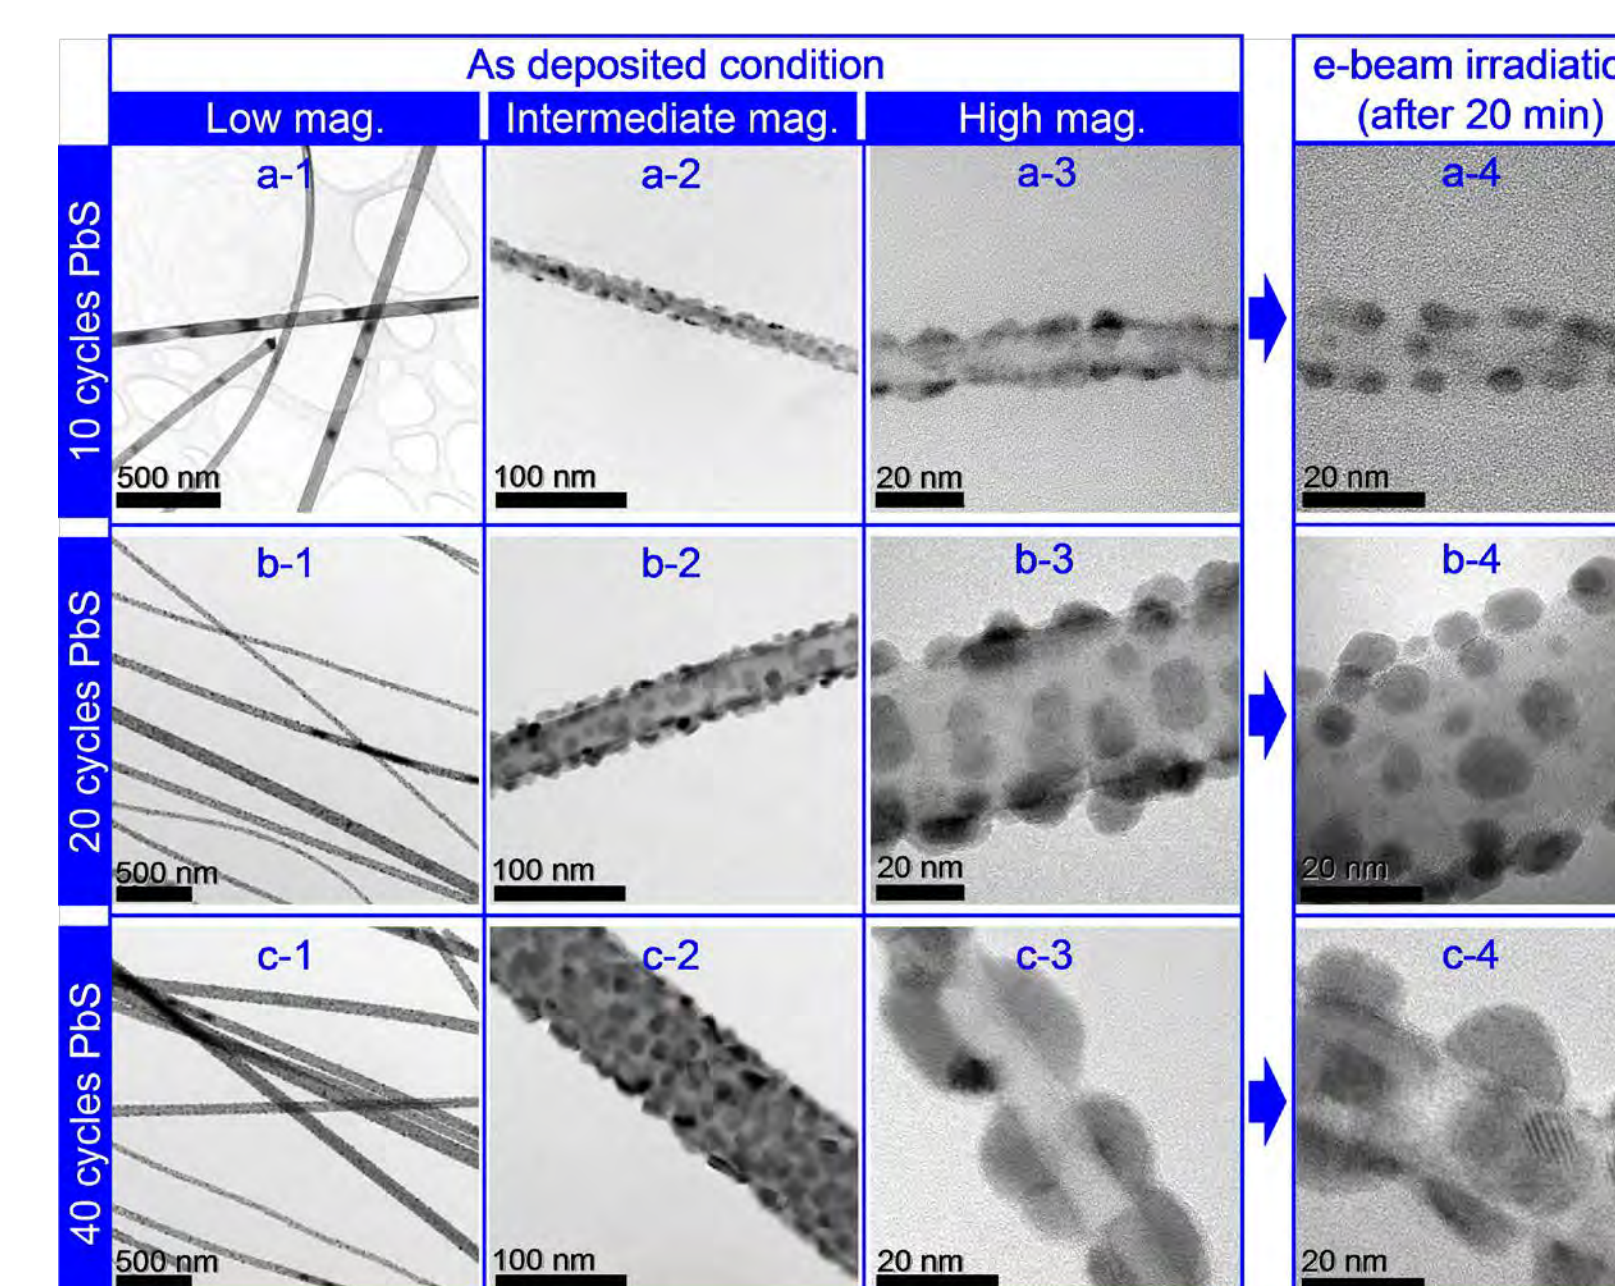 As deposited condition
e-beam irradiatio
(after 20 min)
Low mag.
Intermediate mag.
High mag.
10 cycles PbS
a-1
500 nm
a-2
100 nm
a-3
20 nm
a-4
20 nm
20 cycles PbS
b-1
500 nm
b-2
100 nm
b-3
20 nm
b-4
20 nm
40 cycles PbS
c-1
500 nm
c-2
100 nm
c-3
20 nm
c-4
20 nm